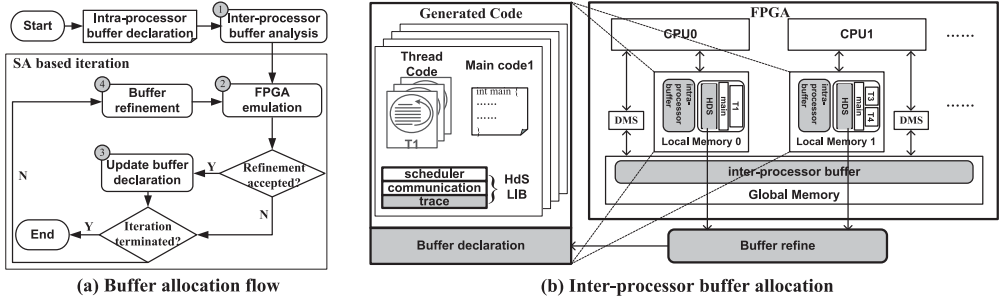 Start
Intra-processor
buffer declaration
1
Inter-processor
buffer analysis
SA based iteration
4
Buffer
refinement
2
FPGA
emulation
3
Update buffer
declaration
Y
Refinement
accepted?
N
N
End
Y
Iteration
terminated?
(a) Buffer allocation flow
Generated Code
Thread
Code
T1
Main code1
int main {
......
......
}
scheduler
communication
trace
HdS
LIB
Buffer declaration
FPGA
CPU0
CPU1
......
DMS
intra-
processor
buffer
HDS
main
T1
Local Memory 0
intra-
processor
buffer
HDS
main
T3
T4
Local Memory 1
DMS
......
inter-processor buffer
Global Memory
Buffer refine
(b) Inter-processor buffer allocation